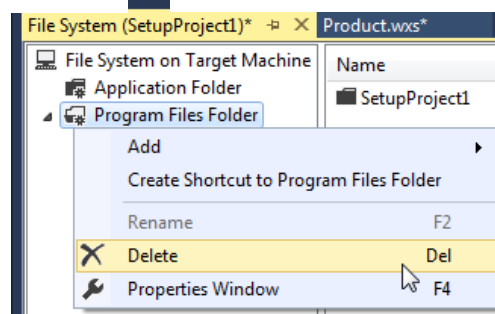 File System (SetupProject1)* Product.wxs*
File System on Target Machine Name
Application Folder SetupProject1
Program Files Folder
Add
Create Shortcut to Program Files Folder
Rename F2
Delete Del
Properties Window F4